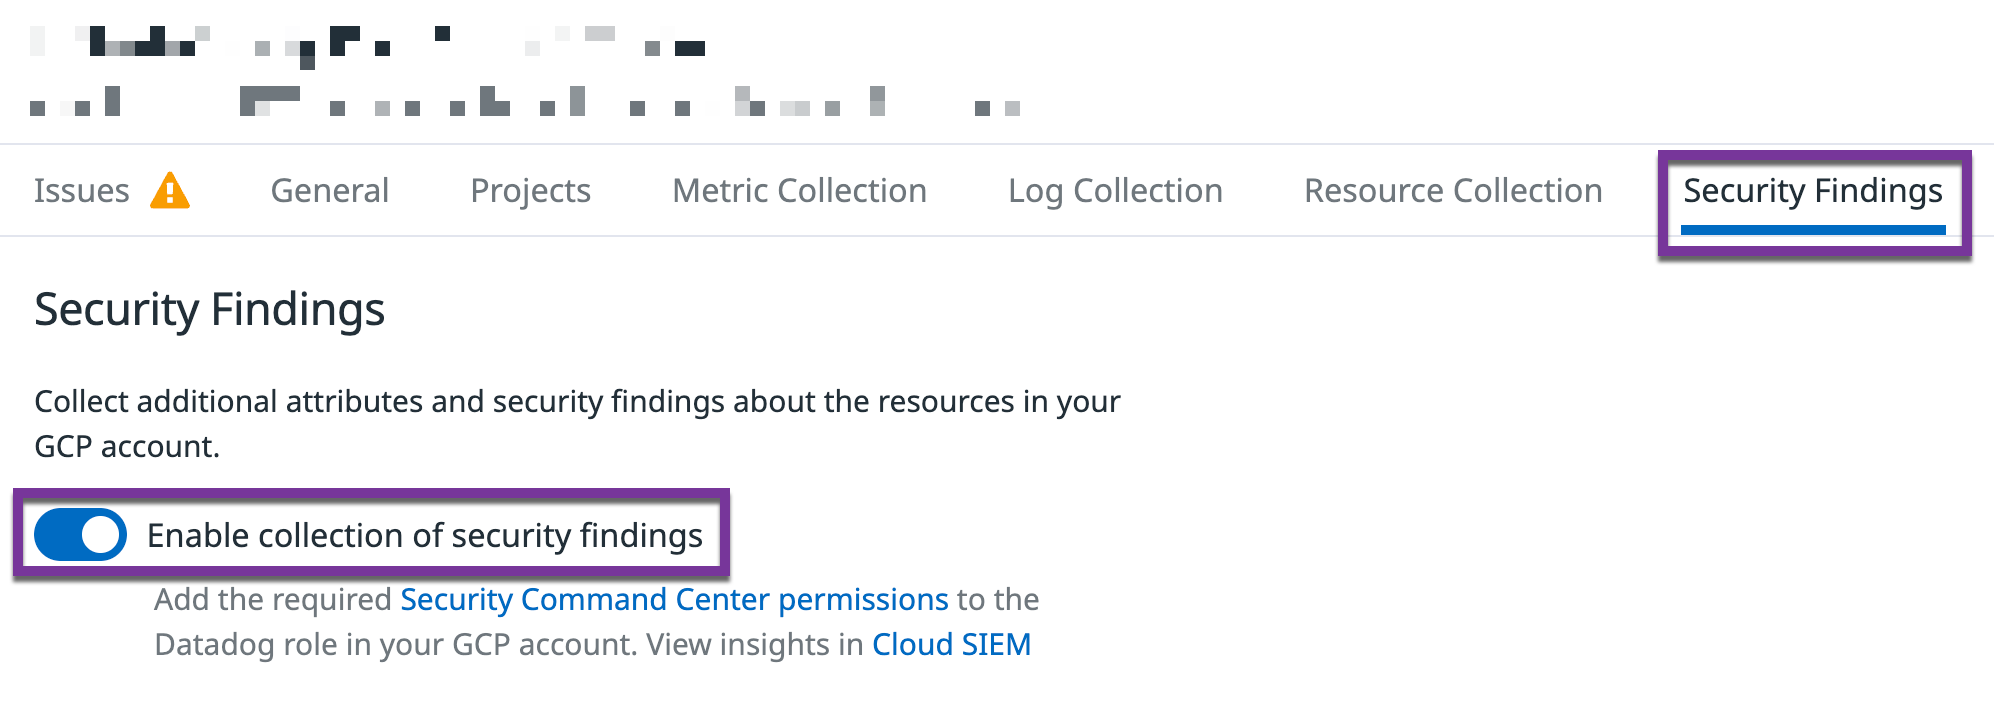 Issues General Projects Metric Collection Log Collection Resource Collection Security Findings
Security Findings
Collect additional attributes and security findings about the resources in your
GCP account.
Enable collection of security findings
Add the required Security Command Center permissions to the
Datadog role in your GCP account. View insights in Cloud SIEM